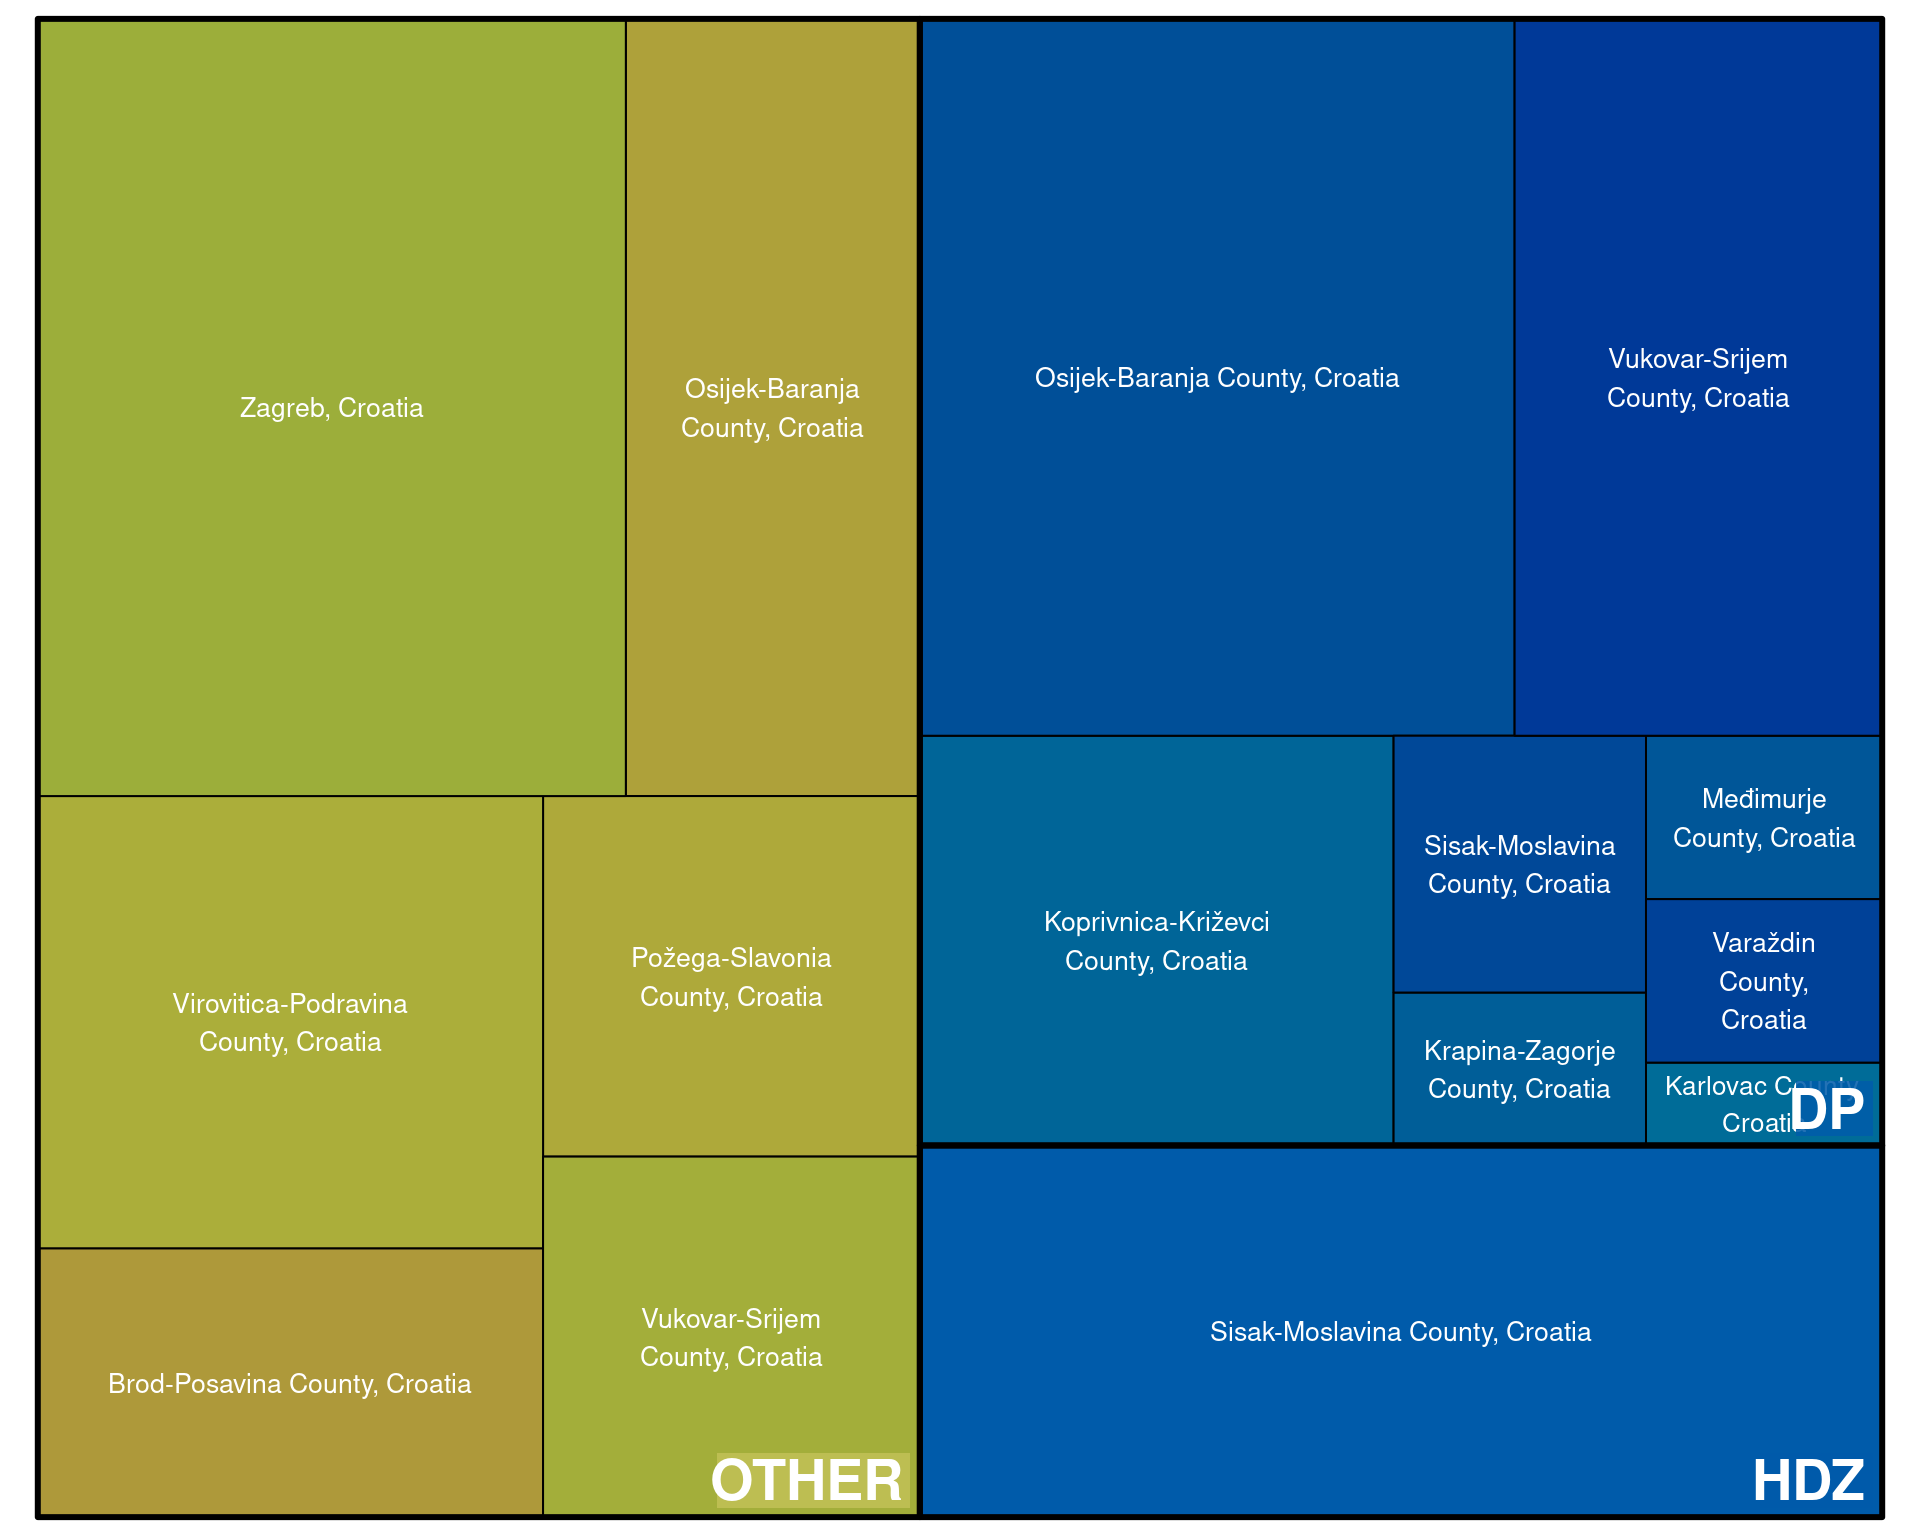 Zagreb, Croatia
Osijek-Baranja
County, Croatia
Virovitica-Podravina
County, Croatia
Požega-Slavonia
County, Croatia
Brod-Posavina County, Croatia
Vukovar-Srijem
County, Croatia
OTHER
Osijek-Baranja County, Croatia
Vukovar-Srijem
County, Croatia
Koprivnica-Križevci
County, Croatia
Sisak-Moslavina
County, Croatia
Krapina-Zagorje
County, Croatia
Međimurje
County, Croatia
Varaždin
County,
Croatia
Karlovac County,
Croatia
DP
Sisak-Moslavina County, Croatia
HDZ